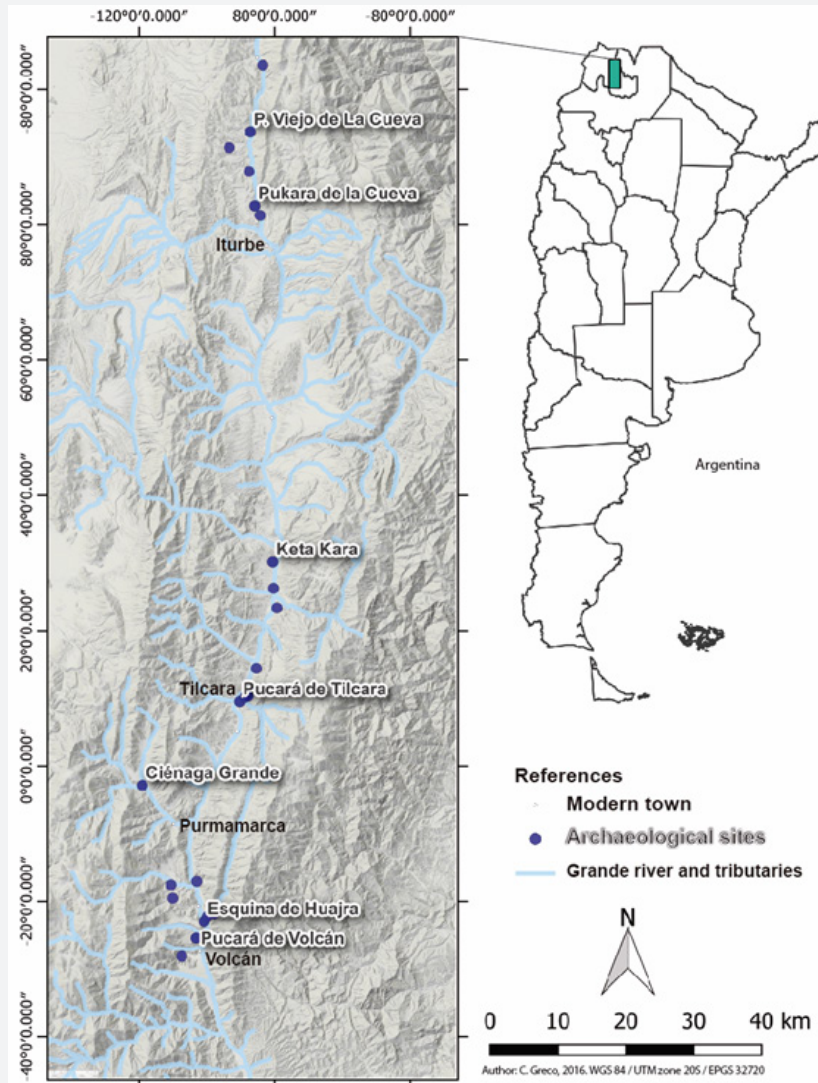 -120°0'0.000" 80°0'0.000" -80°0'0.000"
-80°0'0.000"
80°0'0.000"
60°0'0.000"
40°0'0.000"
20°0'0.000"
0°0'0.000"
-20°0'0.000"
-40°0'0.000"
P. Viejo de La Cueva
Pukara de la Cueva
Iturbe
Keta Kara
Tilcara Pucará de Tilcara
Ciénaga Grande
Purmamarca
Esquina de Huajra
Pucará de Volcán
Volcán
Argentina
References
Modern town
Archaeological sites
Grande river and tributaries
N
0 10 20 30 40 km
Author: C. Greco, 2016. WGS 84 / UTM zone 20S / EPGS 32720